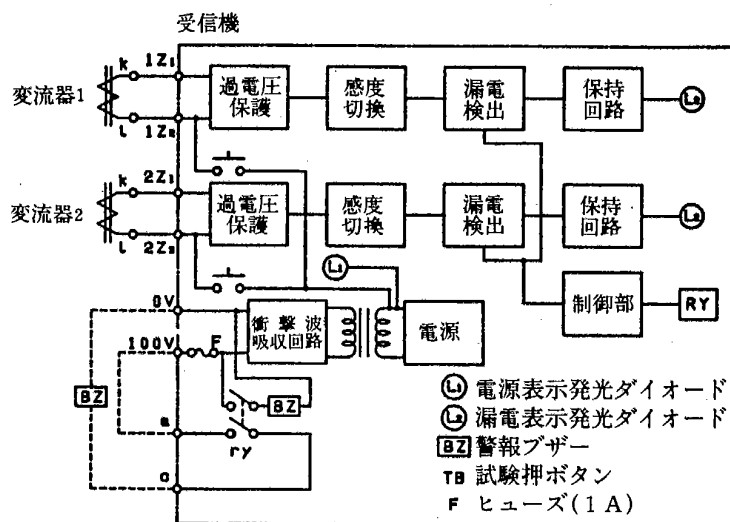 受信機
変流器1
k
1Z₁
l
1Z₂
過電圧
保護
感度
切換
漏電
検出
保持
回路
L₂
変流器2
k
2Z₁
l
2Z₂
過電圧
保護
感度
切換
漏電
検出
保持
回路
L₂
L₁
制御部
RY
0V
100V
F
衝撃波
吸収回路
電源
BZ
BZ
a
ry
L₁ 電源表示発光ダイオード
L₂ 漏電表示発光ダイオード
BZ 警報ブザー
TB 試験押ボタン
F ヒューズ(1A)